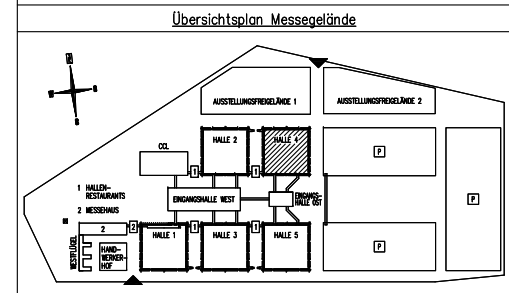 Übersichtsplan Messegelände
AUSSTELLUNGSFREIGELÄNDE 1
AUSSTELLUNGSFREIGELÄNDE 2
CCL
HALLE 2
HALLE 4
P
1
1
1 HALLEN-
RESTAURANTS
2 MESSEHAUS
EINGANGSHALLE WEST
EINGANGS-
HALLE OST
P
2
2
HALLE 1
1
HALLE 3
1
HALLE 5
WESTFLÜGEL
HAND-
WERKER-
HOF
P